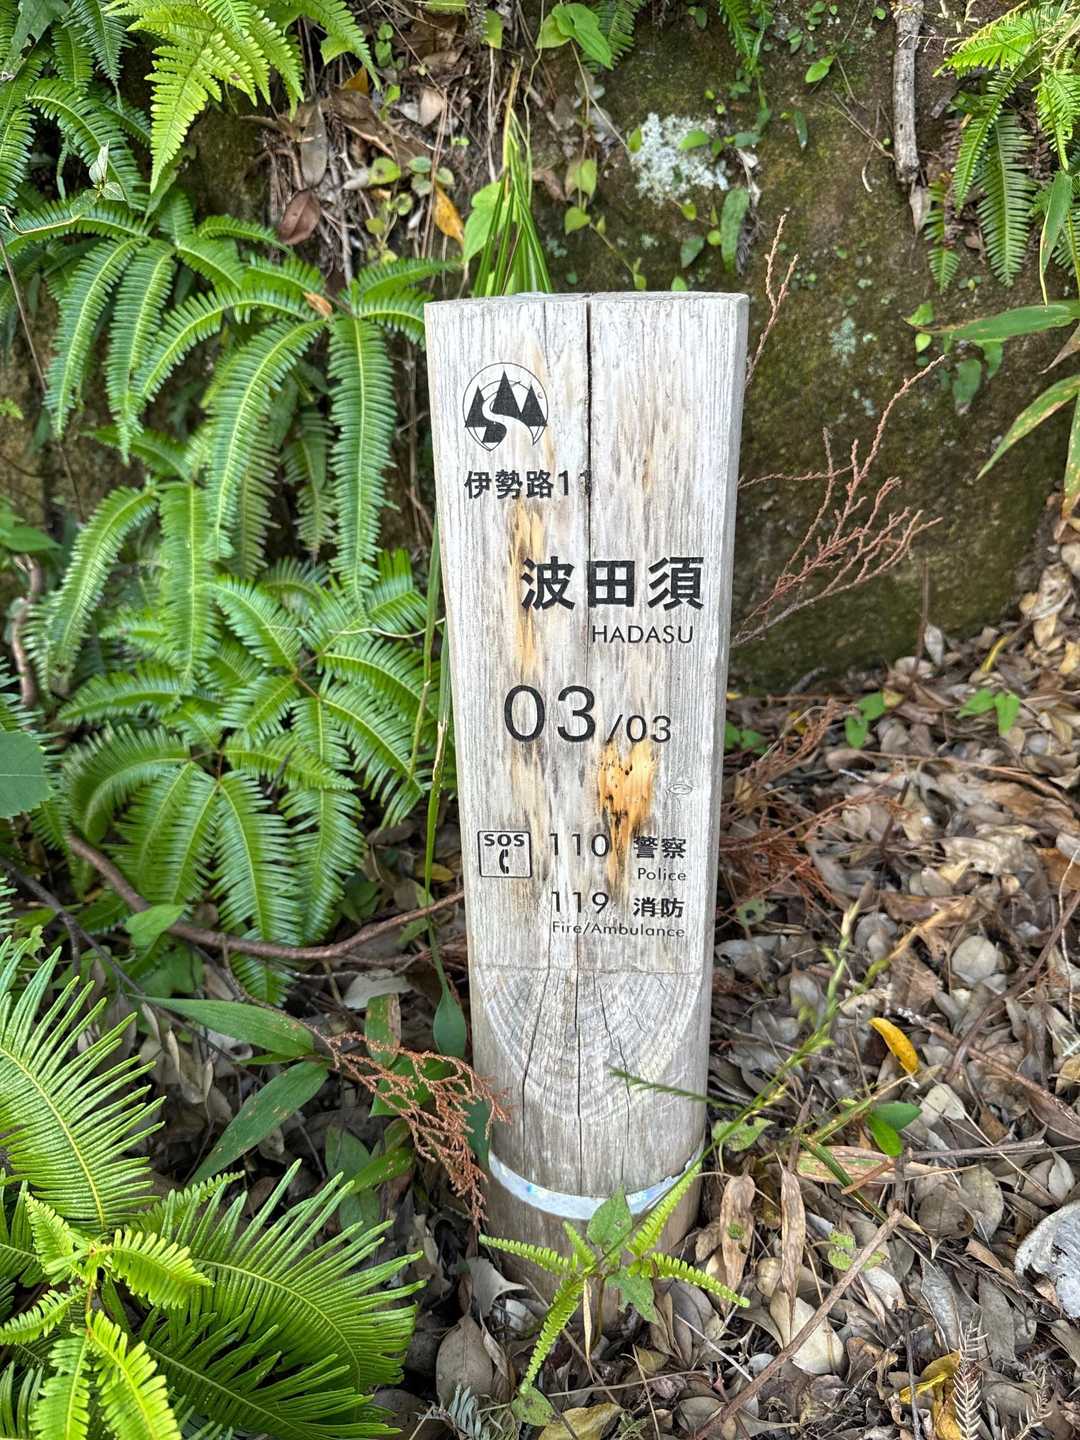 伊勢路11
波田須
HADASU
03/03
SOS 110 警察
Police
119 消防
Fire/Ambulance